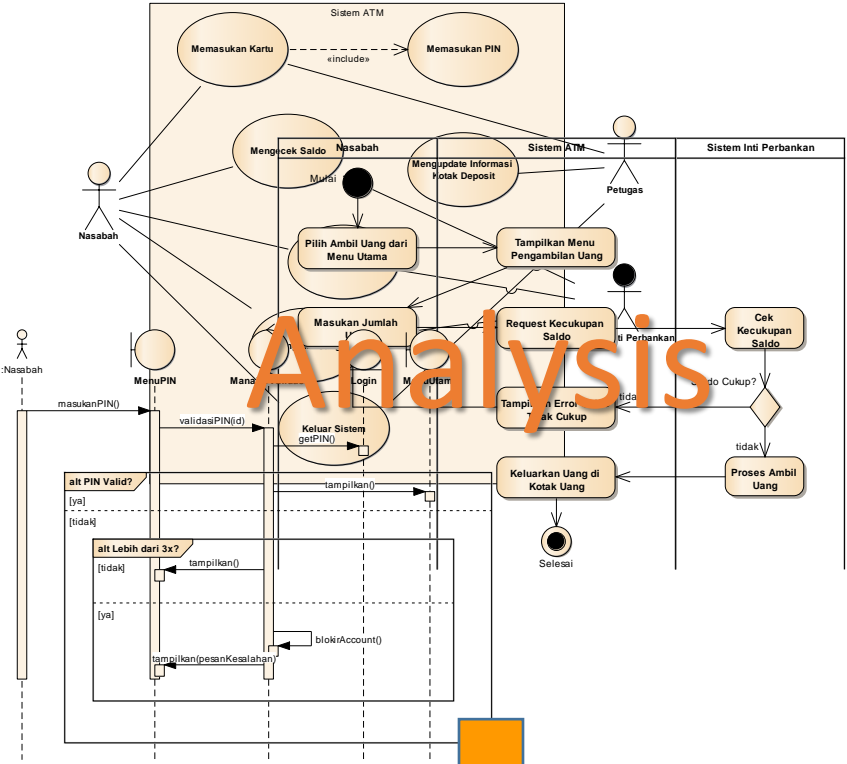 Sistem ATM
Memasukan Kartu
Memasukan PIN
«include»
Mengecek Saldo
Nasabah
Sistem ATM
Sistem Inti Perbankan
Mengupdate Informasi
Kotak Deposit
Mulai
Petugas
Nasabah
Pilih Ambil Uang dari
Menu Utama
Tampilkan Menu
Pengambilan Uang
Masukan Jumlah
Request Kecukupan
Saldo
Cek
Kecukupan
Saldo
Perbankan
Analysis
:Nasabah
MenuPIN
Login
Cukup?
masukanPIN()
validasiPIN(id)
Keluar Sistem
getPIN()
Error
Cukup
tidak
Keluarkan Uang di
Kotak Uang
Proses Ambil
Uang
alt PIN Valid?
tampilkan()
[ya]
[tidak]
Selesai
alt Lebih dari 3x?
[tidak]
tampilkan()
[ya]
blokirAccount()
tampilkan(pesanKesalahan)